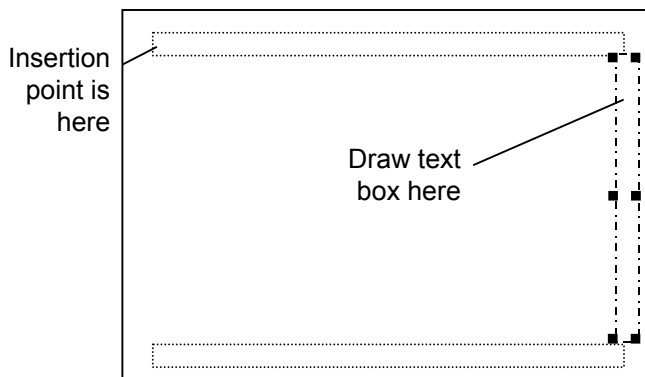 Insertion
point is
here
Draw text
box here